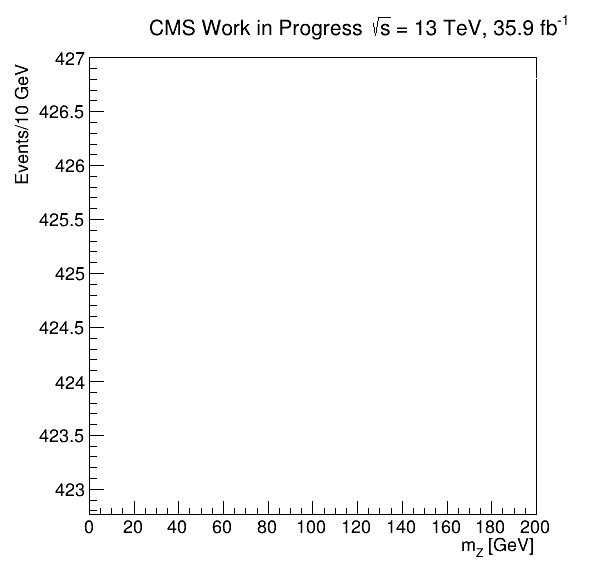 CMS Work in Progress √s = 13 TeV, 35.9 fb⁻¹
Events/10 GeV
427
426.5
426
425.5
425
424.5
424
423.5
423
0 20 40 60 80 100 120 140 160 180 200
m_Z [GeV]